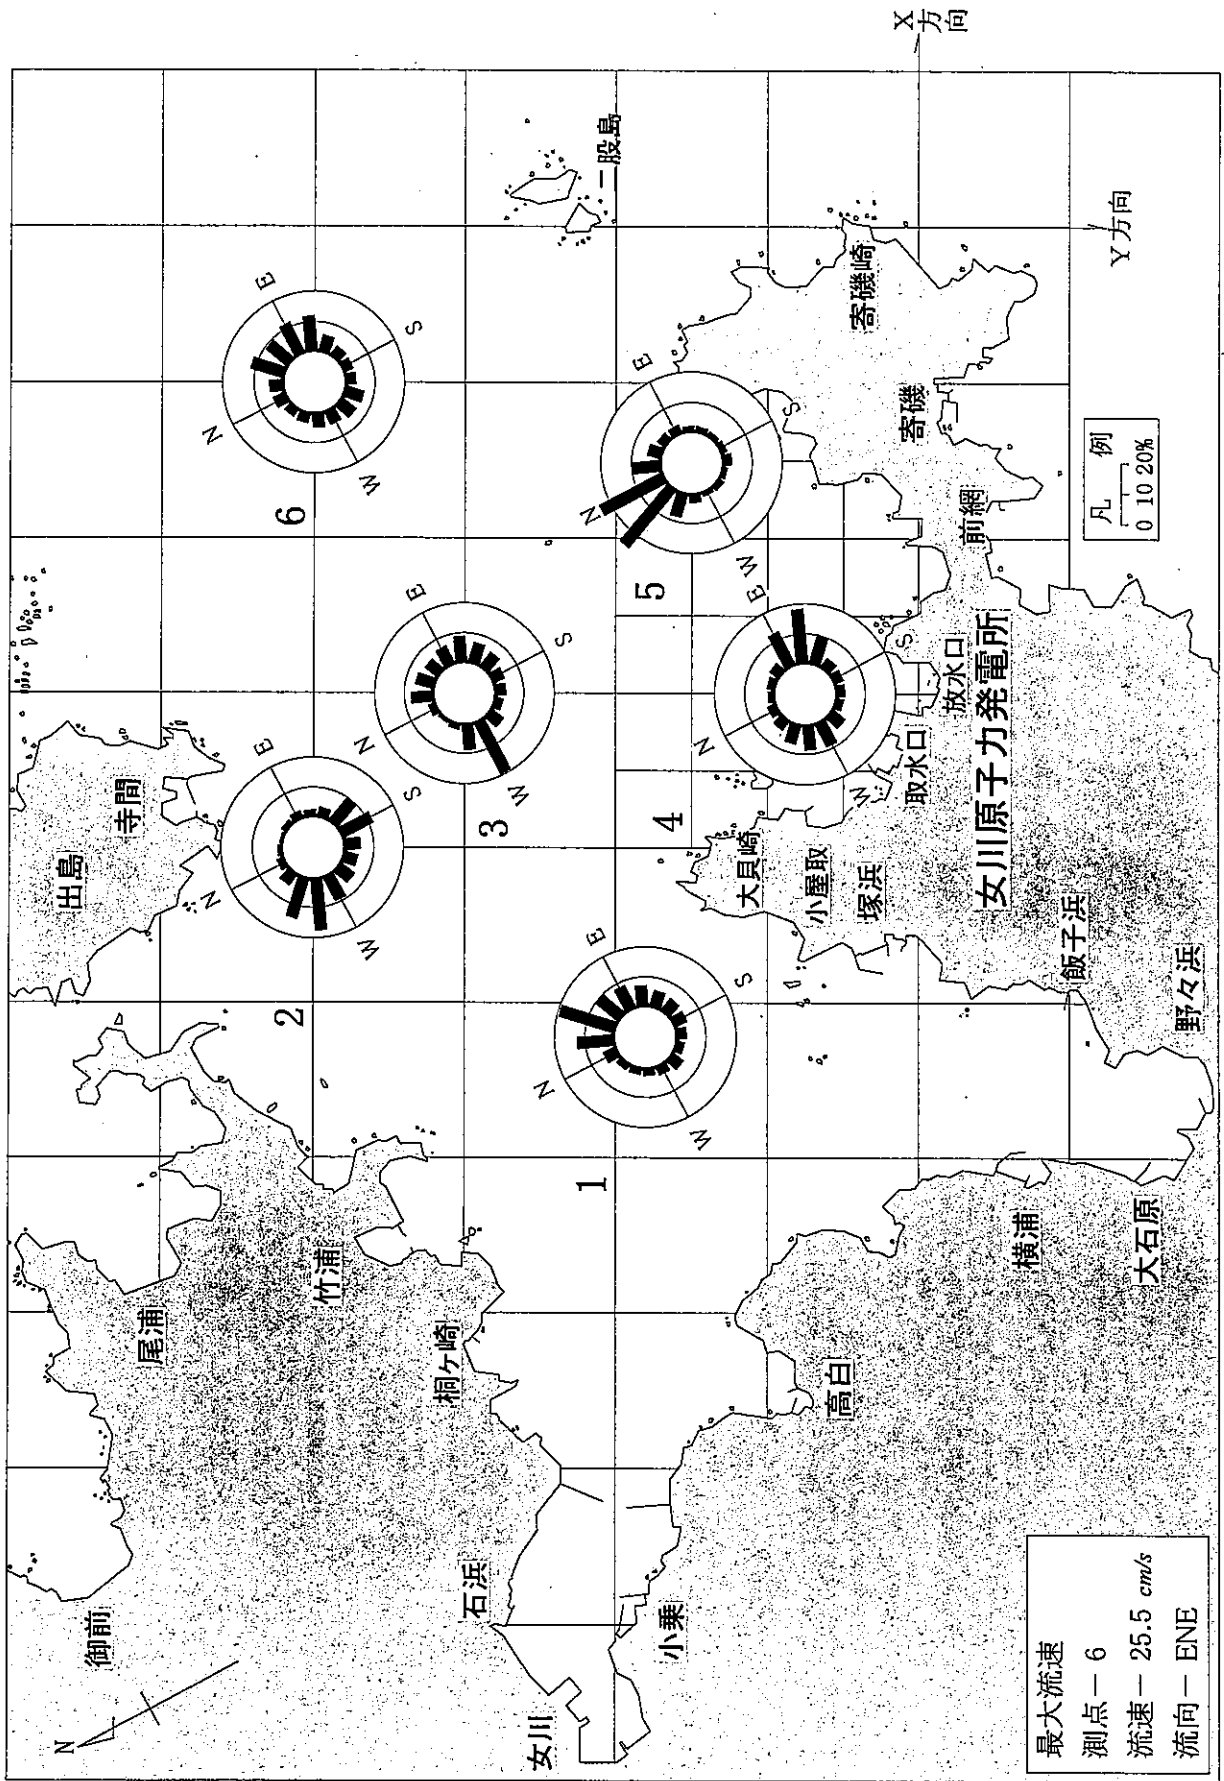 N
御前
尾浦
竹浦
桐ヶ崎
石浜
女川
小乗
高白
横浦
大石原
野々浜
飯子浜
塚浜
小屋取
大貝崎
出島
寺間
二股島
寄磯崎
寄磯
前網
女川原子力発電所
取水口
放水口
X方向
Y方向
1
N
E
S
W
2
N
E
S
W
3
N
E
S
W
4
N
E
S
W
5
N
E
S
W
6
N
E
S
W
凡 例
0 10 20%
最大流速
測点－6
流速－25.5 cm/s
流向－ENE